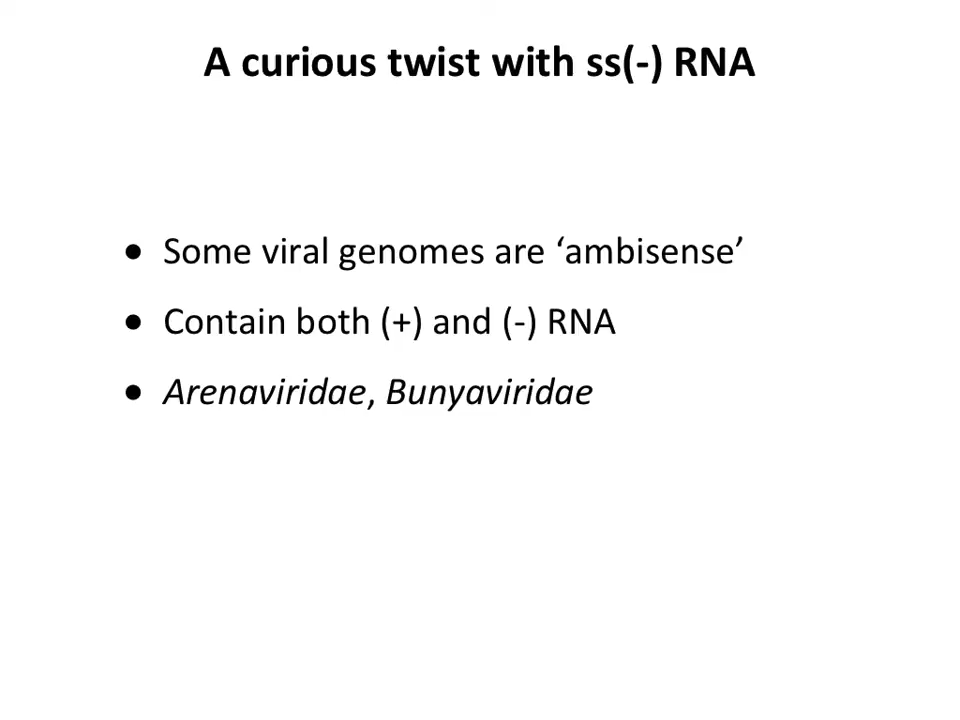 A curious twist with ss(-) RNA
• Some viral genomes are ‘ambisense’
• Contain both (+) and (-) RNA
• Arenaviridae, Bunyaviridae